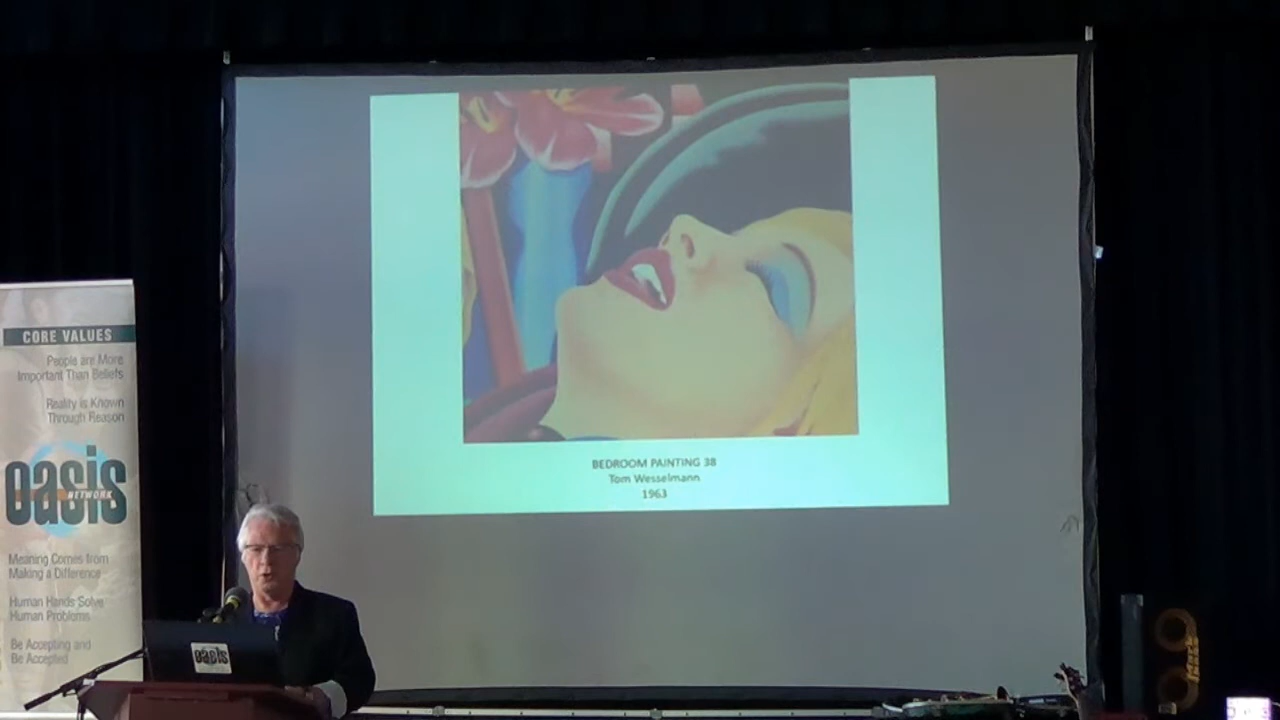 CORE VALUES
People are More
Important Than Beliefs
Reality is Known
Through Reason
oasis
NETWORK
Meaning Comes from
Making a Difference
Human Hands Solve
Human Problems
Be Accepting and
Be Accepted
oasis
BEDROOM PAINTING 38
Tom Wesselmann
1963